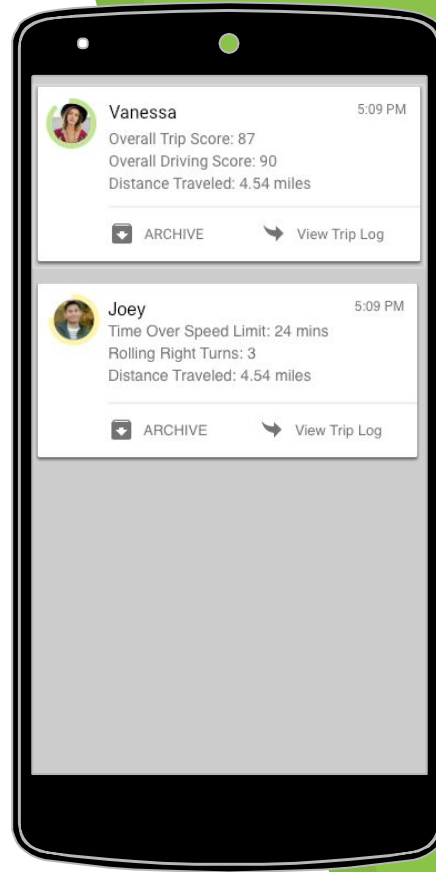 Vanessa
5:09 PM
Overall Trip Score: 87
Overall Driving Score: 90
Distance Traveled: 4.54 miles
ARCHIVE
View Trip Log
Joey
5:09 PM
Time Over Speed Limit: 24 mins
Rolling Right Turns: 3
Distance Traveled: 4.54 miles
ARCHIVE
View Trip Log